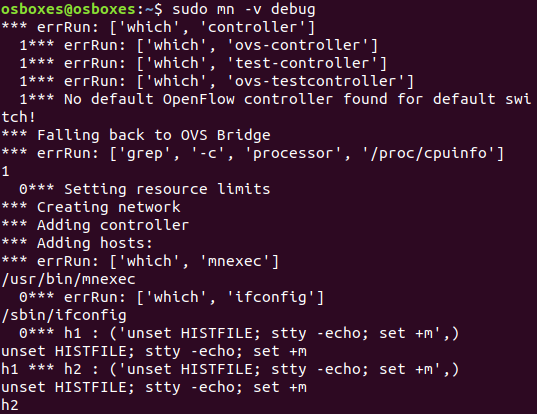 osboxes@osboxes:~$ sudo mn -v debug
*** errRun: ['which', 'controller']
  1*** errRun: ['which', 'ovs-controller']
  1*** errRun: ['which', 'test-controller']
  1*** errRun: ['which', 'ovs-testcontroller']
  1*** No default OpenFlow controller found for default swi
tch!
*** Falling back to OVS Bridge
*** errRun: ['grep', '-c', 'processor', '/proc/cpuinfo']
1
  0*** Setting resource limits
*** Creating network
*** Adding controller
*** Adding hosts:
*** errRun: ['which', 'mnexec']
/usr/bin/mnexec
  0*** errRun: ['which', 'ifconfig']
/sbin/ifconfig
  0*** h1 : ('unset HISTFILE; stty -echo; set +m',)
unset HISTFILE; stty -echo; set +m
h1 *** h2 : ('unset HISTFILE; stty -echo; set +m',)
unset HISTFILE; stty -echo; set +m
h2